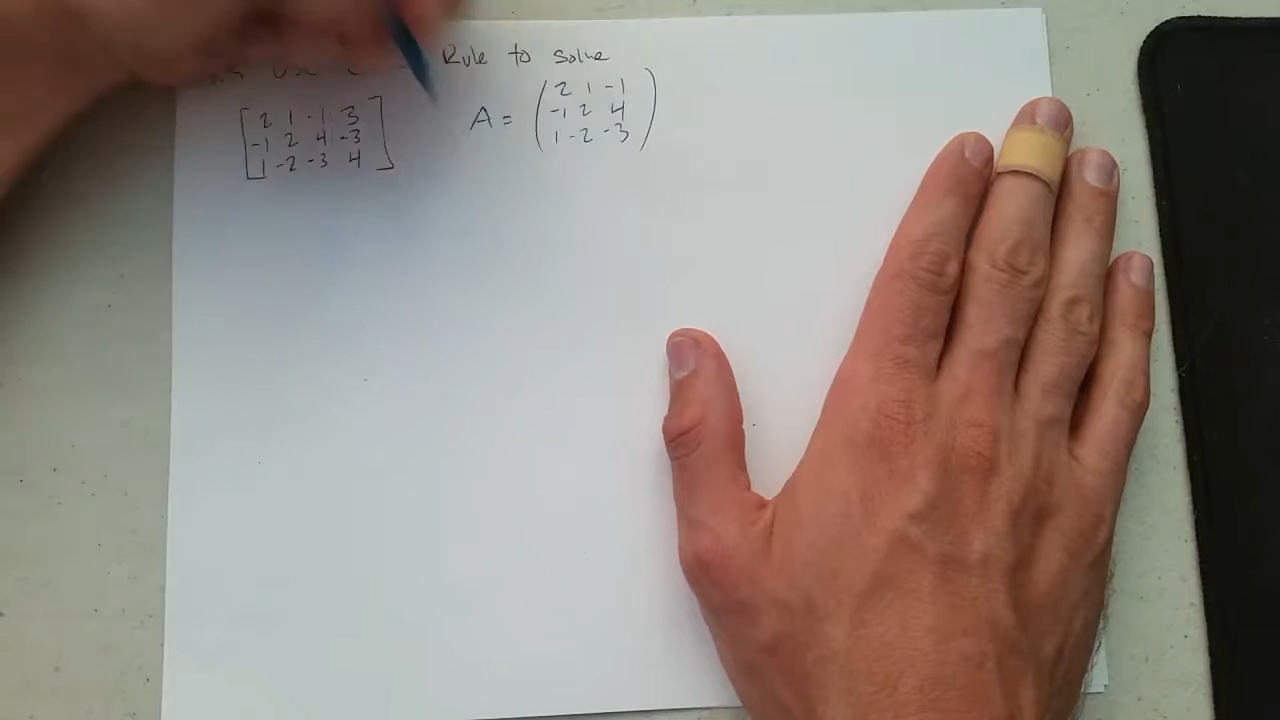 Rule to solve
[2 1 -1 3
-1 2 4 -3
1 -2 -3 4]
A = (2 1 -1
-1 2 4
1 -2 -3)